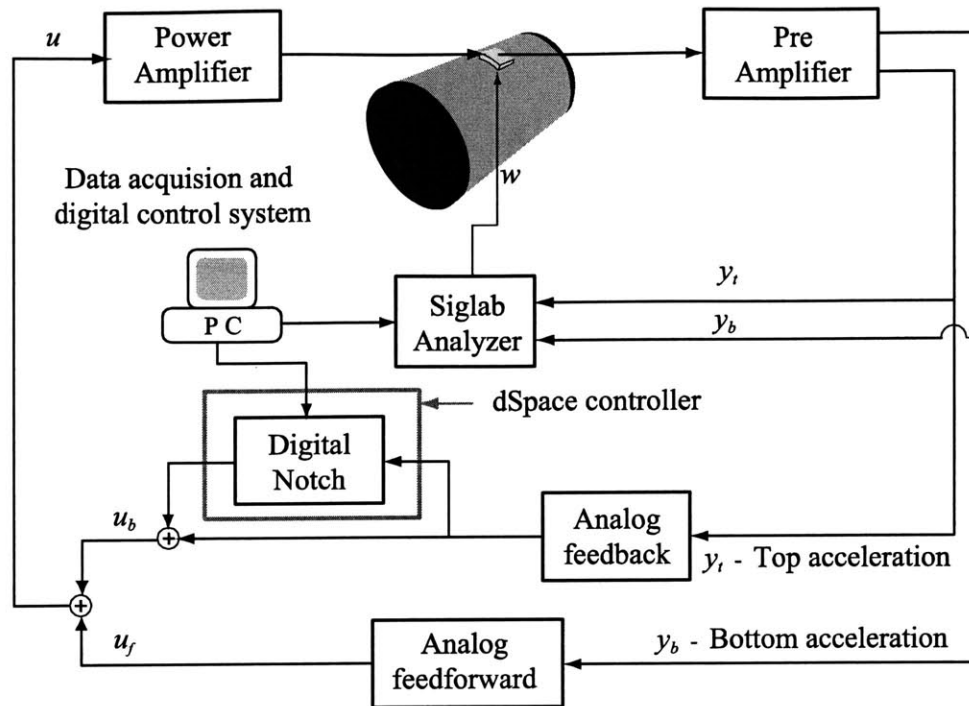 u
Power
Amplifier
Pre
Amplifier
w
Data acquision and
digital control system
P C
Siglab
Analyzer
y_t
y_b
dSpace controller
Digital
Notch
u_b
+
Analog
feedback
y_t - Top acceleration
+
u_f
Analog
feedforward
y_b - Bottom acceleration